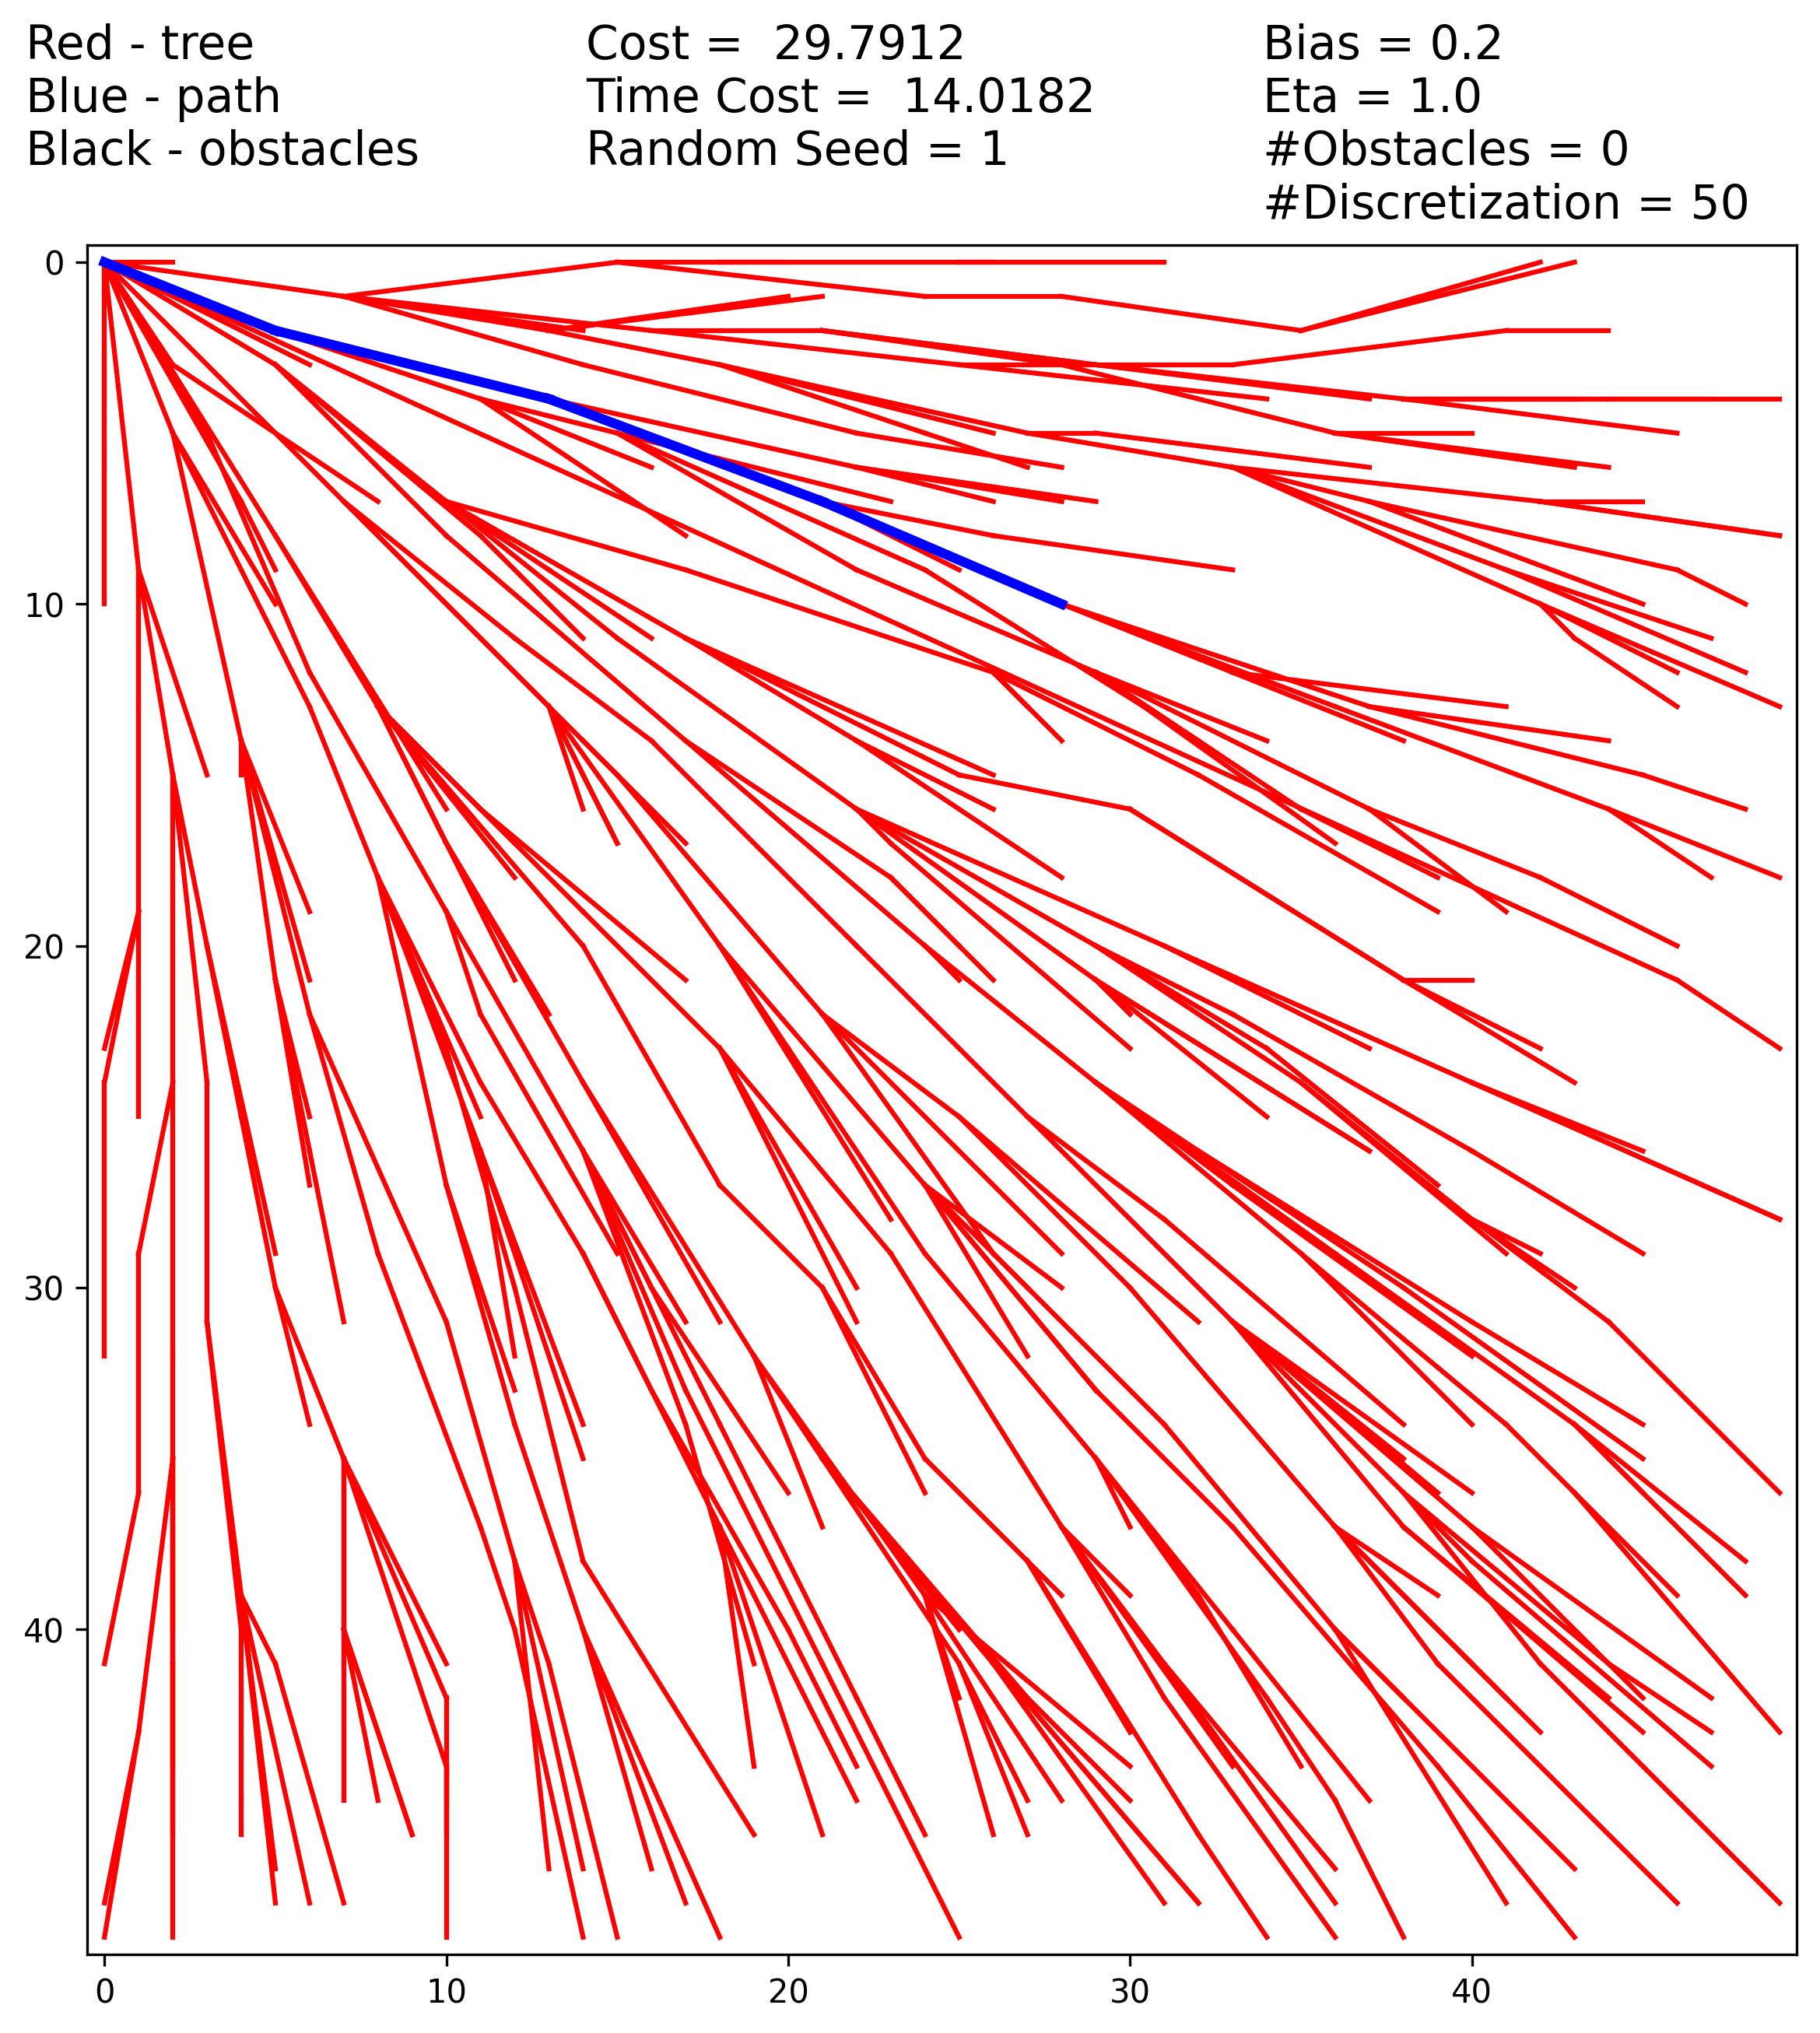 Red - tree
Blue - path
Black - obstacles
Cost =  29.7912
Time Cost =  14.0182
Random Seed = 1
Bias = 0.2
Eta = 1.0
#Obstacles = 0
#Discretization = 50
0
10
20
30
40
0
10
20
30
40